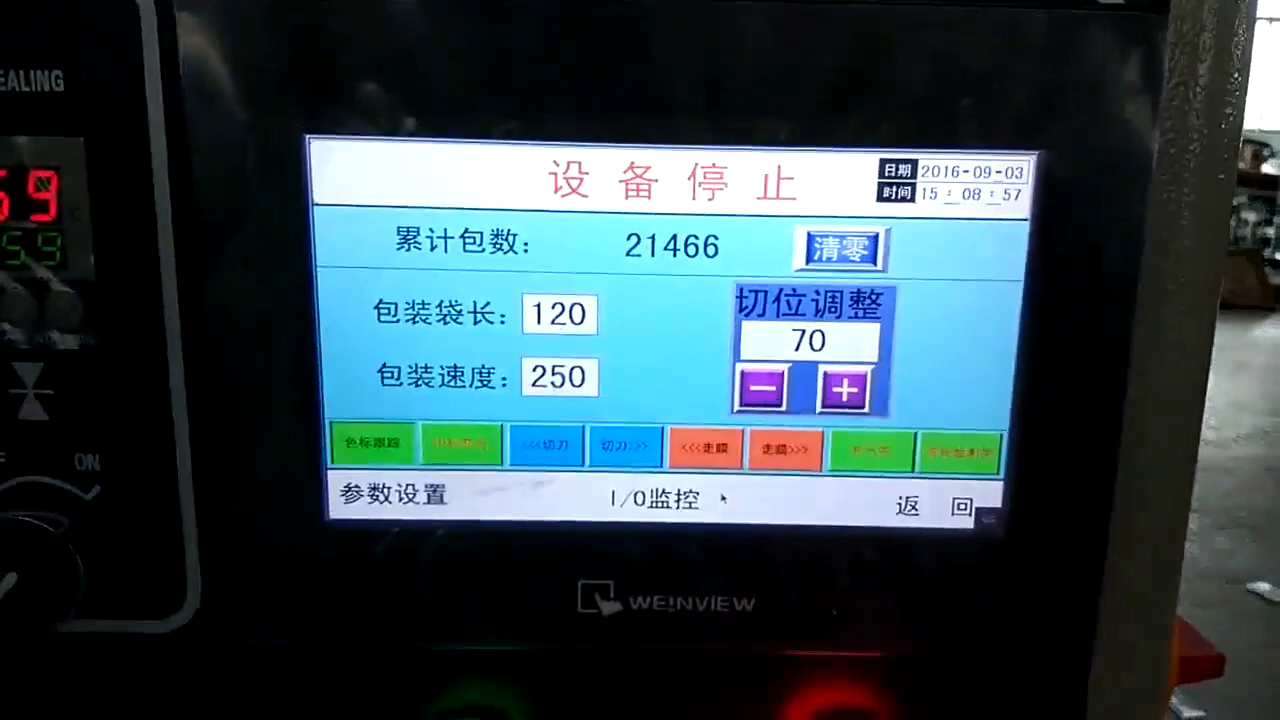 EALING
59
59
ON
设备停止
日期 2016-09-03
时间 15:08:57
累计包数: 21466 清零
包装袋长: 120
包装速度: 250
切位调整
70
- +
色标跟踪 <<<切刀 切刀>>> <<<走膜 走膜>>>
参数设置 I/O监控 返 回
WEINVIEW